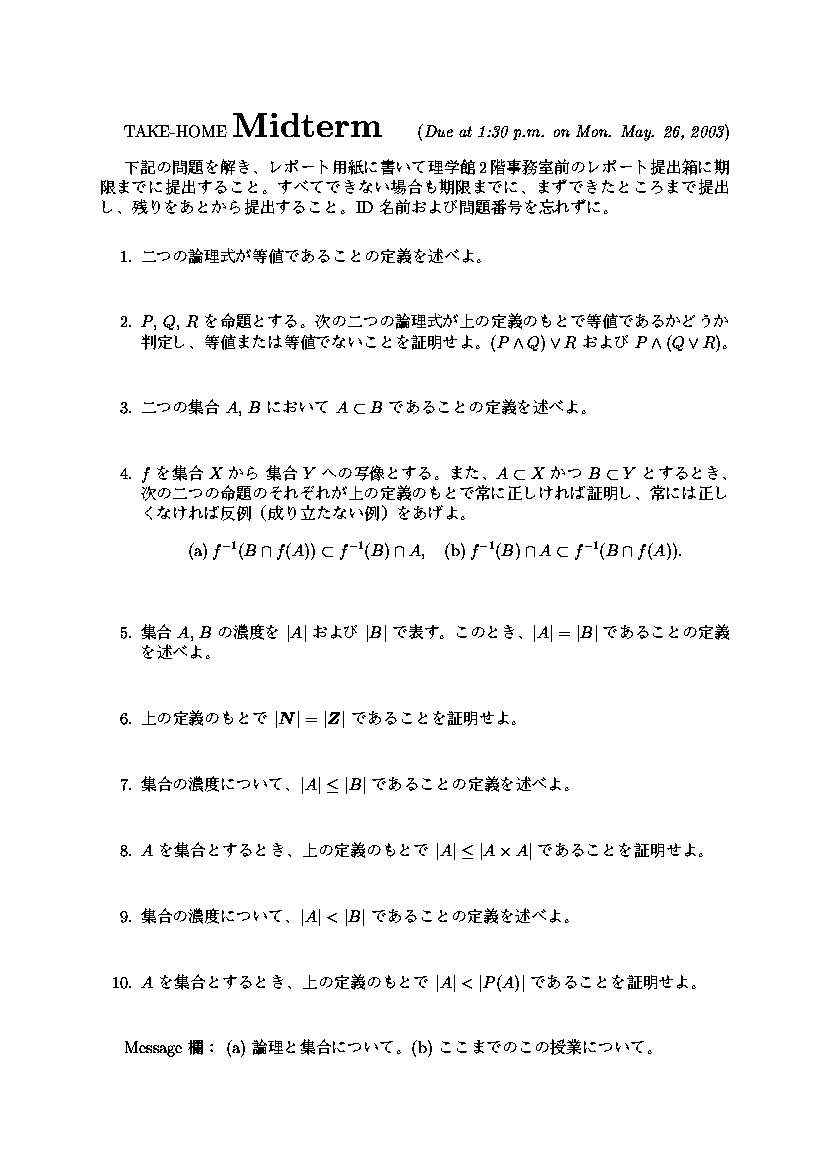 TAKE-HOME Midterm (Due at 1:30 p.m. on Mon. May. 26, 2003)
下記の問題を解き、レポート用紙に書いて理学館2階事務室前のレポート提出箱に期
限までに提出すること。すべてできない場合も期限までに、まずできたところまで提出
し、残りをあとから提出すること。ID 名前および問題番号を忘れずに。
1. 二つの論理式が等値であることの定義を述べよ。
2. P, Q, R を命題とする。次の二つの論理式が上の定義のもとで等値であるかどうか
判定し、等値または等値でないことを証明せよ。(P ∧ Q) ∨ R および P ∧ (Q ∨ R)。
3. 二つの集合 A, B において A ⊂ B であることの定義を述べよ。
4. f を集合 X から 集合 Y への写像とする。また、A ⊂ X かつ B ⊂ Y とするとき、
次の二つの命題のそれぞれが上の定義のもとで常に正しければ証明し、常には正し
くなければ反例（成り立たない例）をあげよ。
(a) f⁻¹(B ∩ f(A)) ⊂ f⁻¹(B) ∩ A, (b) f⁻¹(B) ∩ A ⊂ f⁻¹(B ∩ f(A)).
5. 集合 A, B の濃度を |A| および |B| で表す。このとき、|A| = |B| であることの定義
を述べよ。
6. 上の定義のもとで |N| = |Z| であることを証明せよ。
7. 集合の濃度について、|A| ≤ |B| であることの定義を述べよ。
8. A を集合とするとき、上の定義のもとで |A| ≤ |A × A| であることを証明せよ。
9. 集合の濃度について、|A| < |B| であることの定義を述べよ。
10. A を集合とするとき、上の定義のもとで |A| < |P(A)| であることを証明せよ。
Message 欄： (a) 論理と集合について。(b) ここまでのこの授業について。